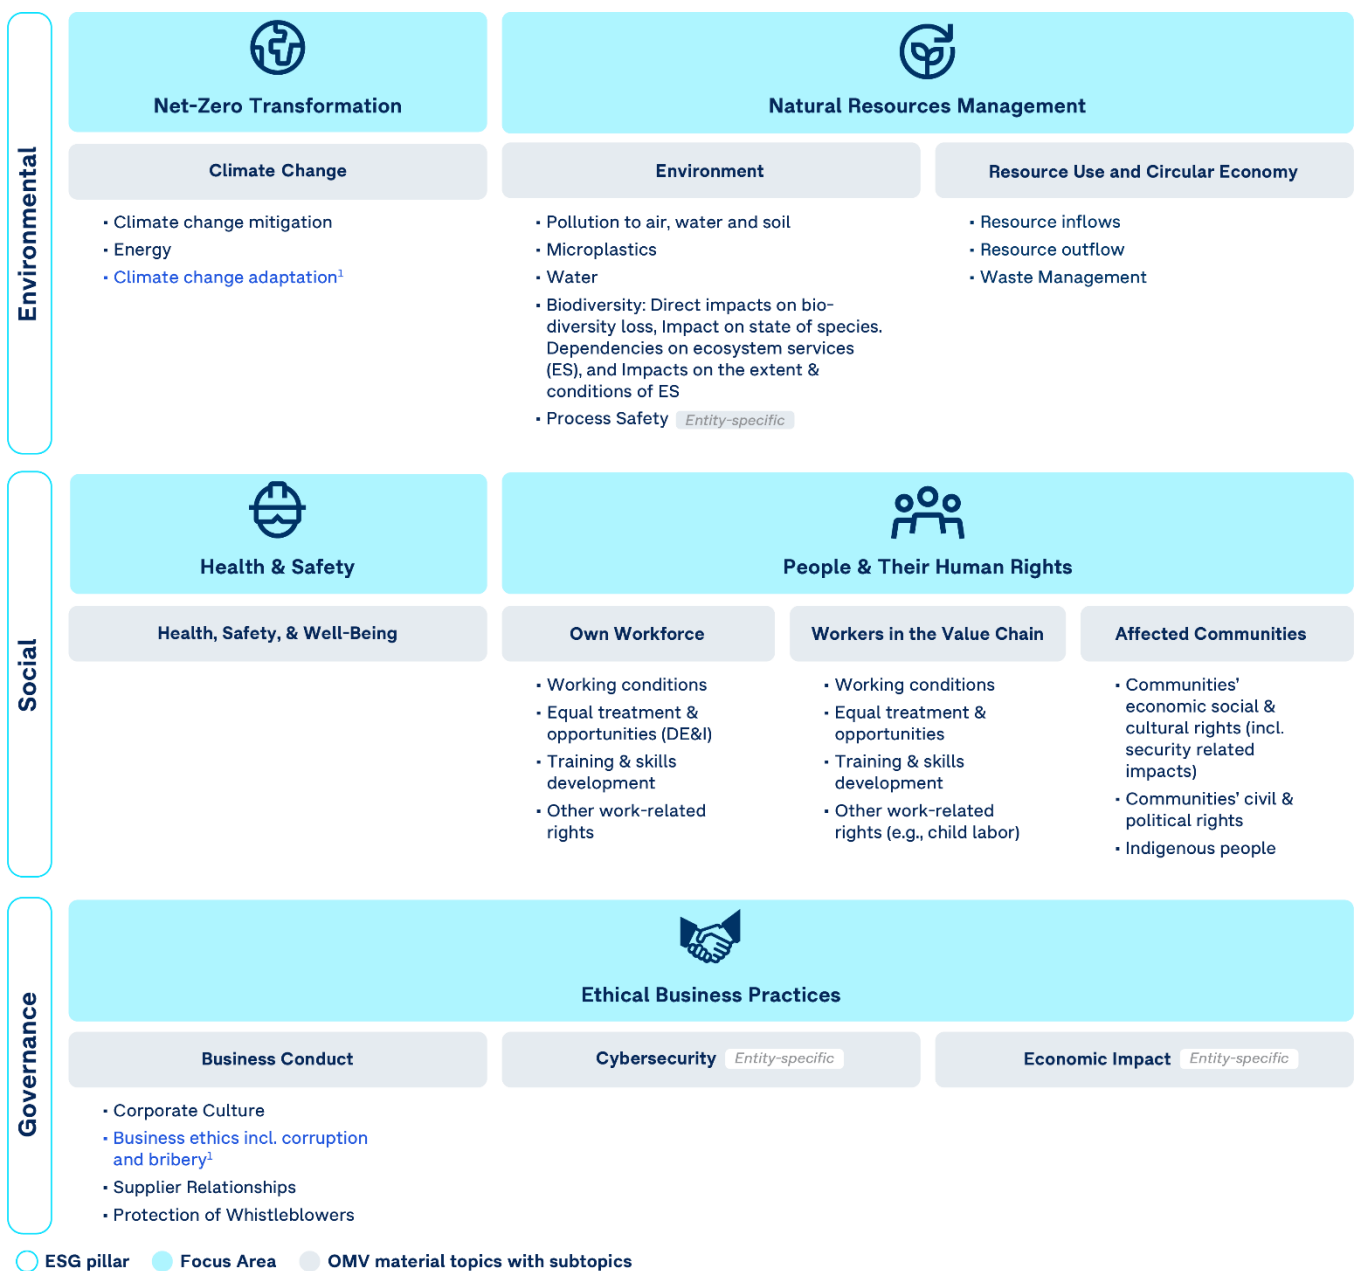 Environmental
Net-Zero Transformation
Natural Resources Management
Climate Change
· Climate change mitigation
· Energy
· Climate change adaptation¹
Environment
· Pollution to air, water and soil
· Microplastics
· Water
· Biodiversity: Direct impacts on bio-
diversity loss, Impact on state of species.
Dependencies on ecosystem services
(ES), and Impacts on the extent &
conditions of ES
· Process Safety Entity-specific
Resource Use and Circular Economy
· Resource inflows
· Resource outflow
· Waste Management
Social
Health & Safety
People & Their Human Rights
Health, Safety, & Well-Being
Own Workforce
· Working conditions
· Equal treatment &
opportunities (DE&I)
· Training & skills
development
· Other work-related
rights
Workers in the Value Chain
· Working conditions
· Equal treatment &
opportunities
· Training & skills
development
· Other work-related
rights (e.g., child labor)
Affected Communities
· Communities’
economic social &
cultural rights (incl.
security related
impacts)
· Communities’ civil &
political rights
· Indigenous people
Governance
Ethical Business Practices
Business Conduct
· Corporate Culture
· Business ethics incl. corruption
and bribery¹
· Supplier Relationships
· Protection of Whistleblowers
Cybersecurity Entity-specific
Economic Impact Entity-specific
ESG pillar
Focus Area
OMV material topics with subtopics